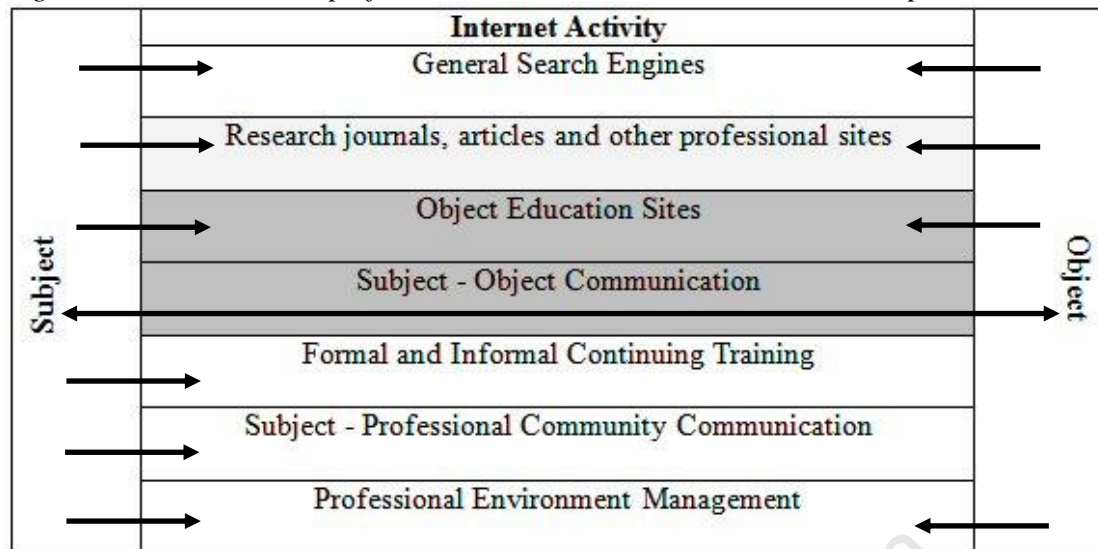 Internet Activity
General Search Engines
Research journals, articles and other professional sites
Object Education Sites
Subject - Object Communication
Formal and Informal Continuing Training
Subject - Professional Community Communication
Professional Environment Management
Subject
Object